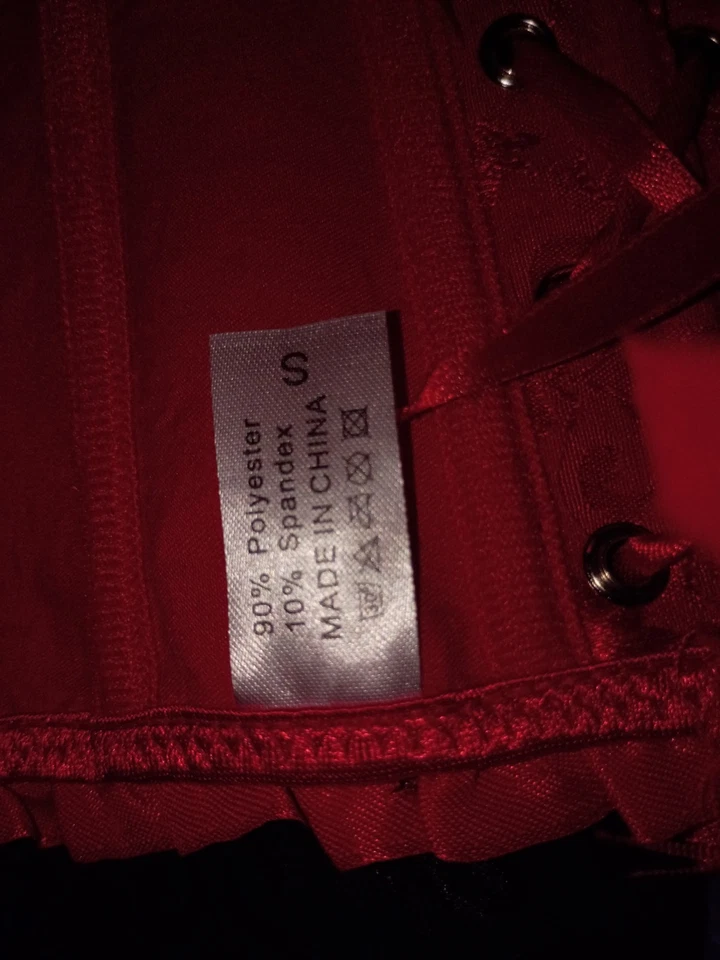 S
90% Polyester
10% Spandex
MADE IN CHINA